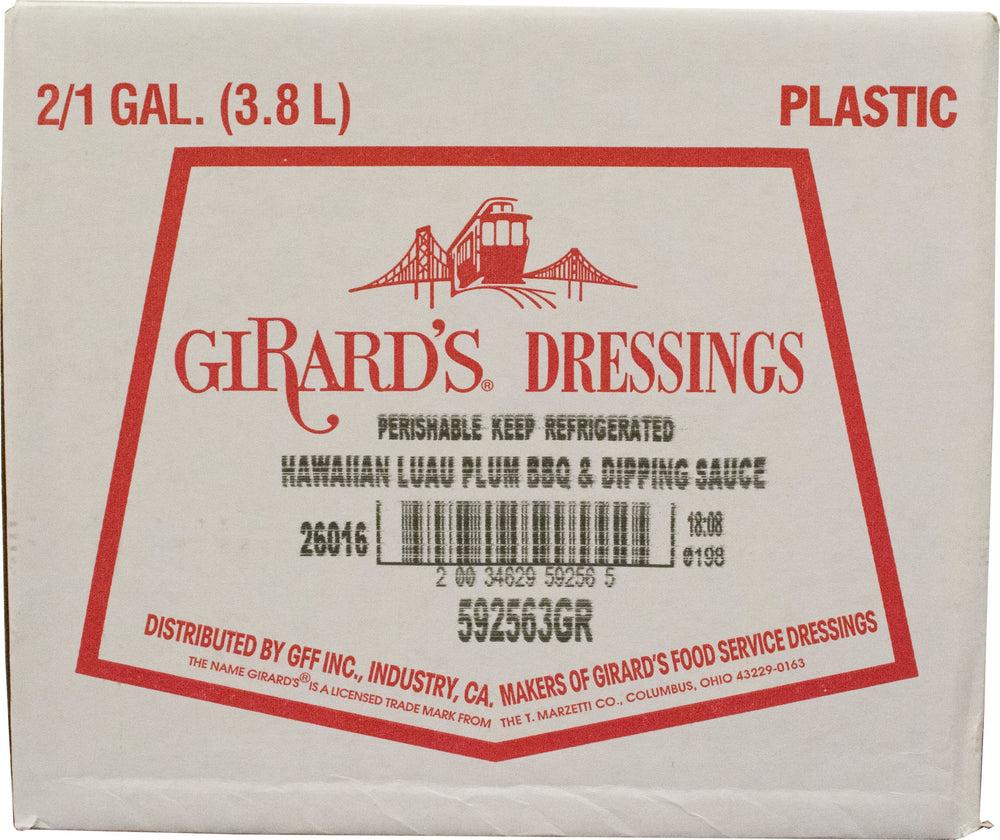 2/1 GAL. (3.8 L)
PLASTIC
GIRARD'S® DRESSINGS
PERISHABLE KEEP REFRIGERATED
HAWAIIAN LUAU PLUM BBQ & DIPPING SAUCE
26016
18:08
0198
2 00 34629 59256 5
592563GR
DISTRIBUTED BY GFF INC., INDUSTRY, CA. MAKERS OF GIRARD'S FOOD SERVICE DRESSINGS
THE NAME GIRARD'S® IS A LICENSED TRADE MARK FROM THE T. MARZETTI CO., COLUMBUS, OHIO 43229-0163